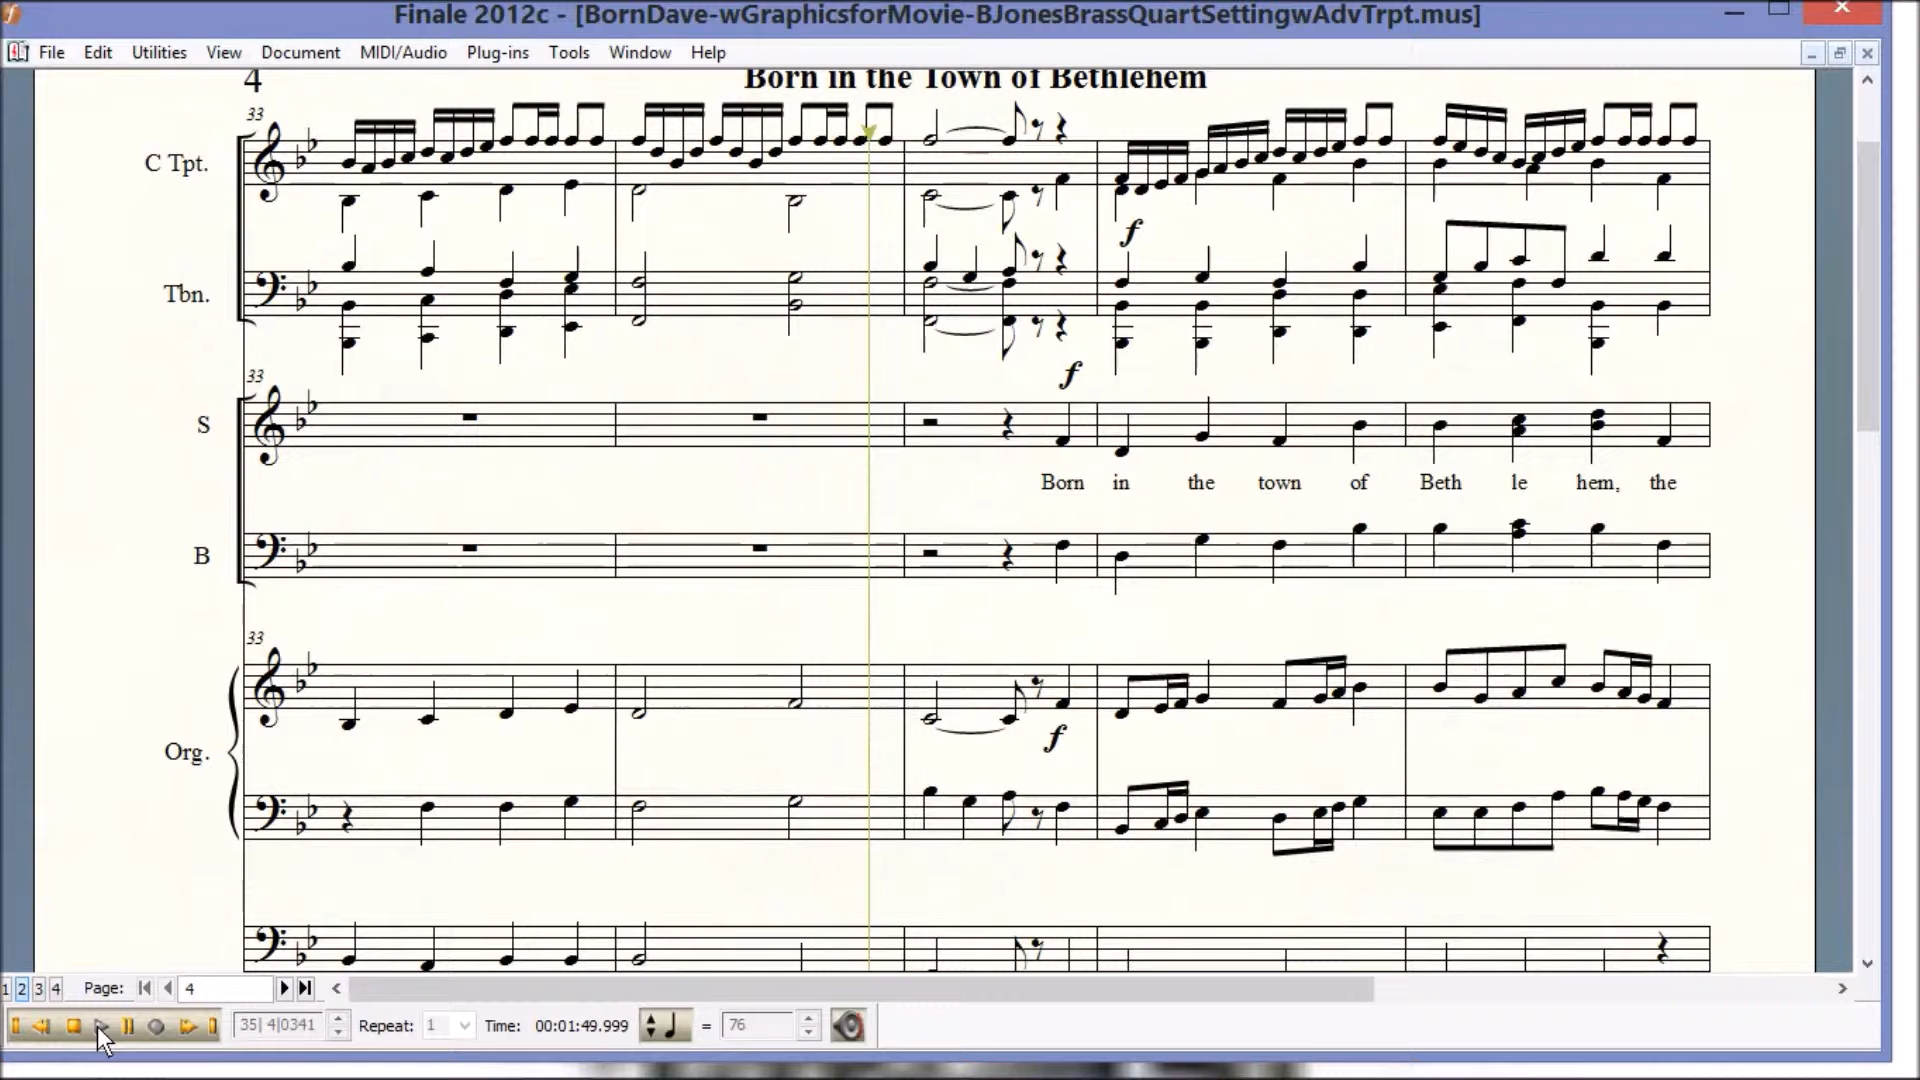 Finale 2012c - [BornDave-wGraphicsforMovie-BJonesBrassQuartSettingwAdvTrpt.mus]
File Edit Utilities View Document MIDI/Audio Plug-ins Tools Window Help
4 Born in the Town of Bethlehem
33
C Tpt.
f
Tbn.
f
33
S
Born in the town of Beth le hem, the
B
33
f
Org.
1 2 3 4 Page: 4
35| 4|0341 Repeat: 1 Time: 00:01:49.999 = 76